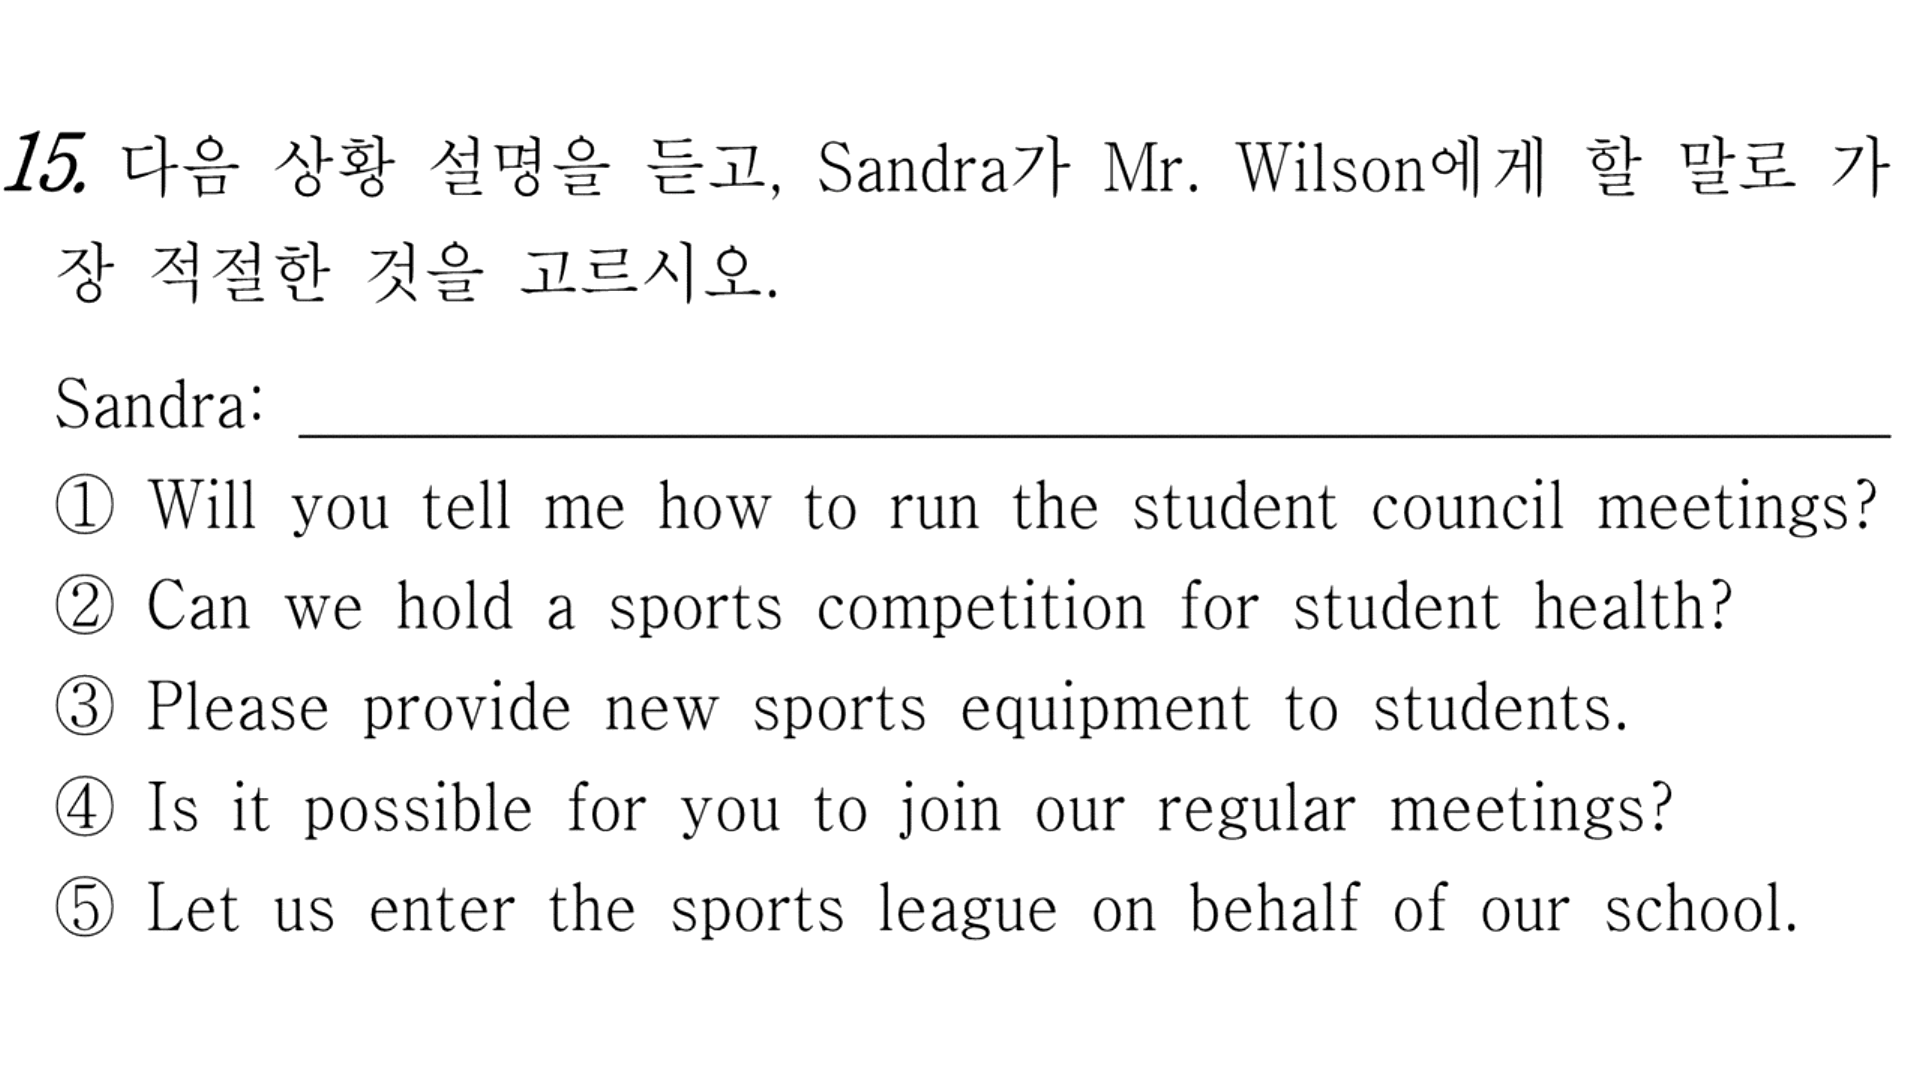 15. 다음 상황 설명을 듣고, Sandra가 Mr. Wilson에게 할 말로 가
장 적절한 것을 고르시오.
Sandra: ______________________________
① Will you tell me how to run the student council meetings?
② Can we hold a sports competition for student health?
③ Please provide new sports equipment to students.
④ Is it possible for you to join our regular meetings?
⑤ Let us enter the sports league on behalf of our school.